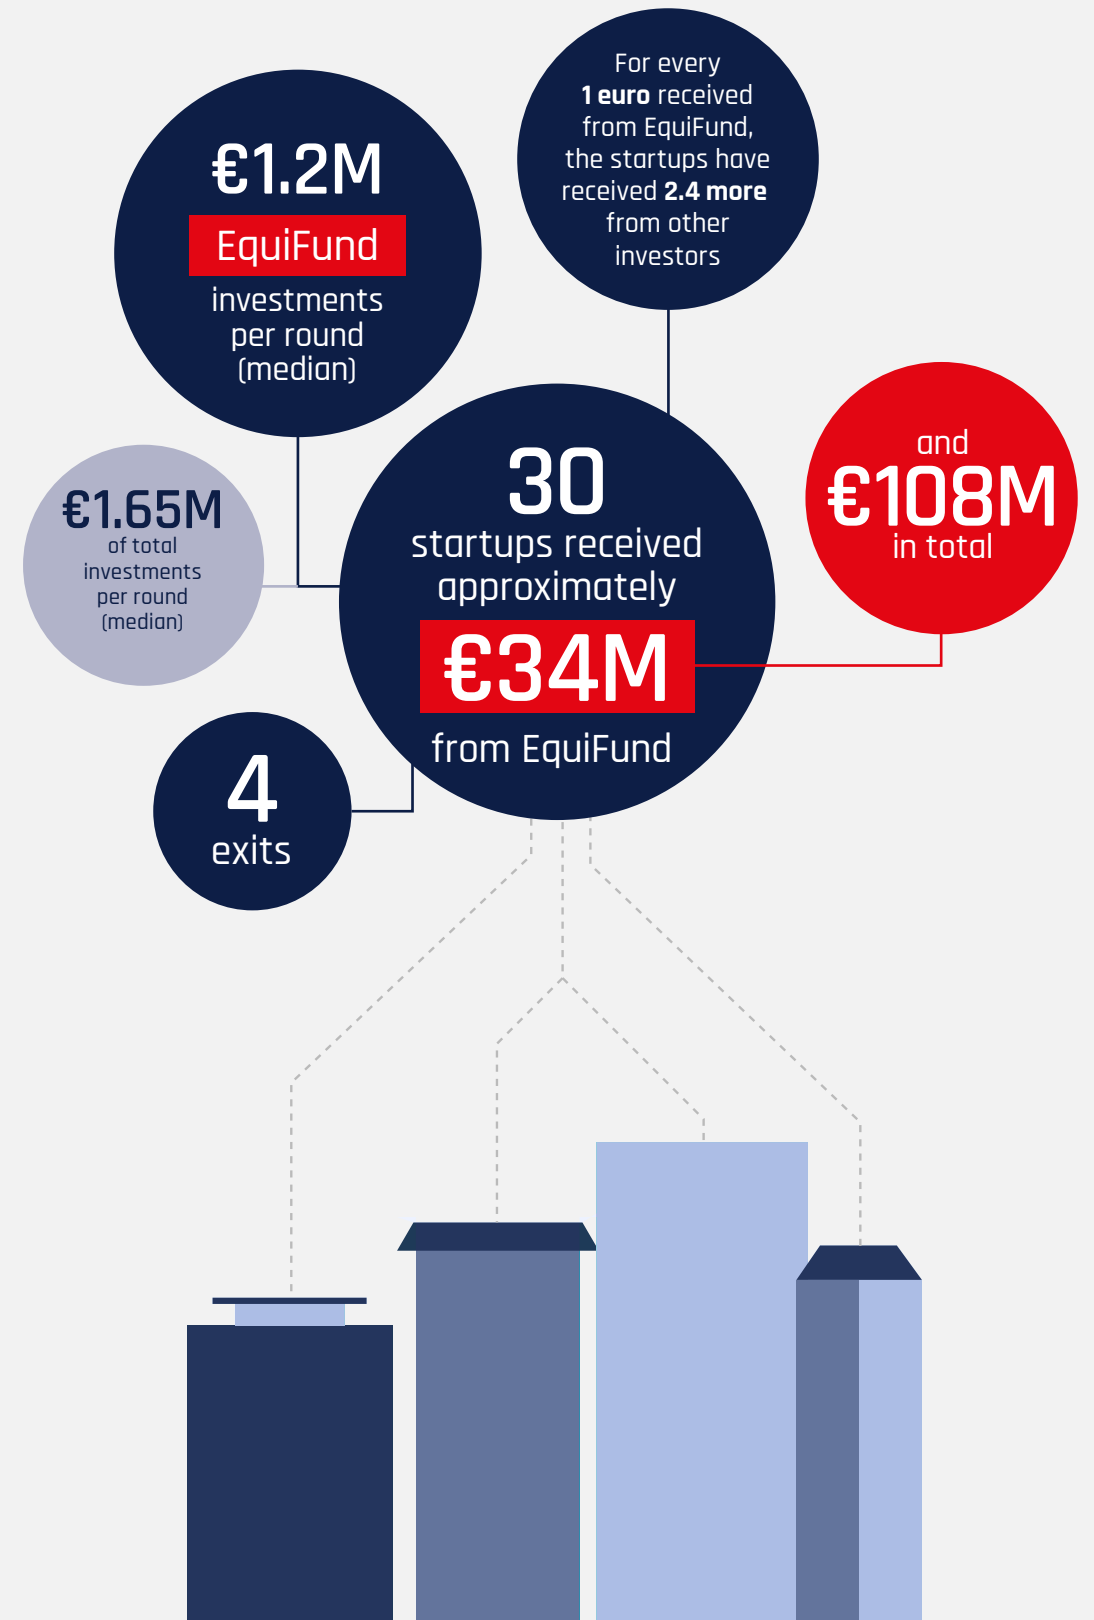 For every
1 euro received
from EquiFund,
the startups have
received 2.4 more
from other
investors
€1.2M
EquiFund
investments
per round
(median)
30
startups received
approximately
€34M
from EquiFund
and
€108M
in total
€1.65M
of total
investments
per round
(median)
4
exits